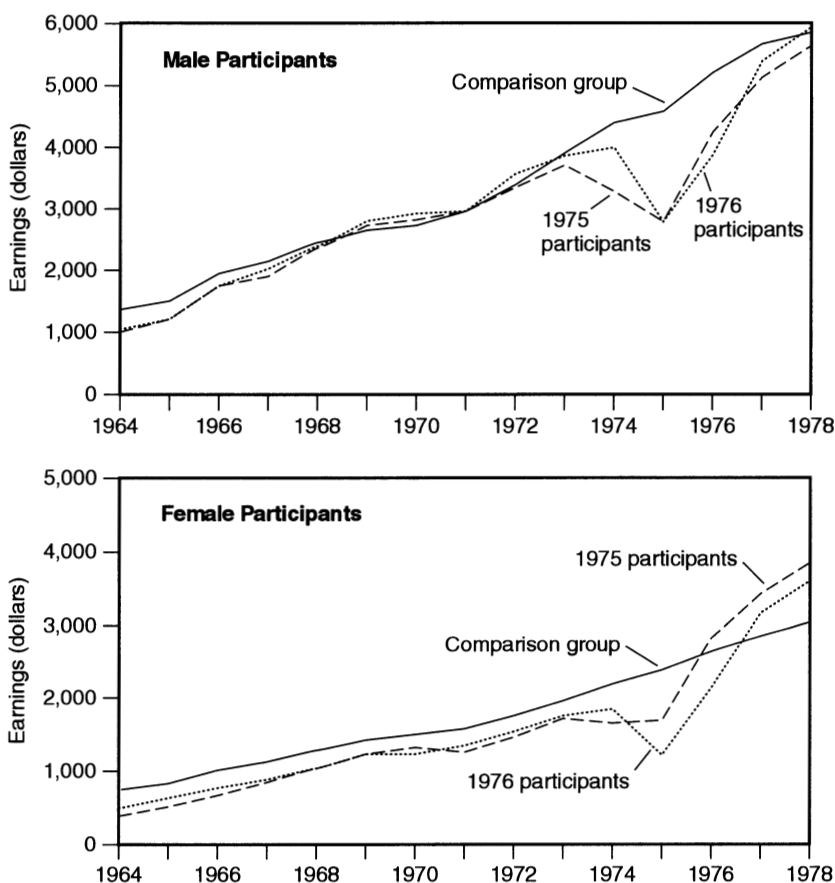 6,000
Male Participants
5,000
Comparison group
4,000
Earnings (dollars)
3,000
1975
participants
1976
participants
2,000
1,000
0
1964 1966 1968 1970 1972 1974 1976 1978
5,000
Female Participants
4,000
1975 participants
3,000
Comparison group
Earnings (dollars)
2,000
1,000
1976 participants
0
1964 1966 1968 1970 1972 1974 1976 1978